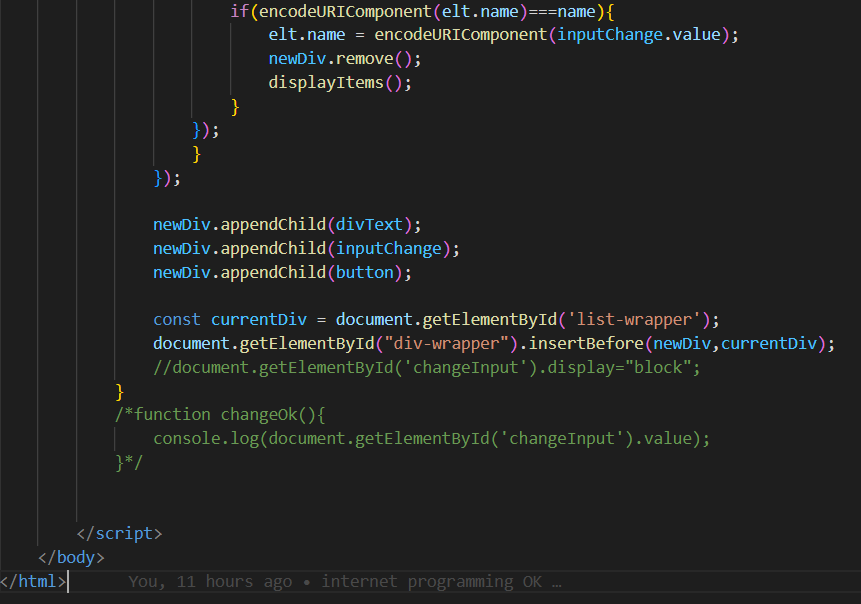 if(encodeURIComponent(elt.name)===name){
elt.name = encodeURIComponent(inputChange.value);
newDiv.remove();
displayItems();
}
});
}
});
newDiv.appendChild(divText);
newDiv.appendChild(inputChange);
newDiv.appendChild(button);
const currentDiv = document.getElementById('list-wrapper');
document.getElementById("div-wrapper").insertBefore(newDiv,currentDiv);
//document.getElementById('changeInput').display="block";
}
/*function changeOk(){
console.log(document.getElementById('changeInput').value);
}*/
</script>
</body>
</html> You, 11 hours ago • internet programming OK …